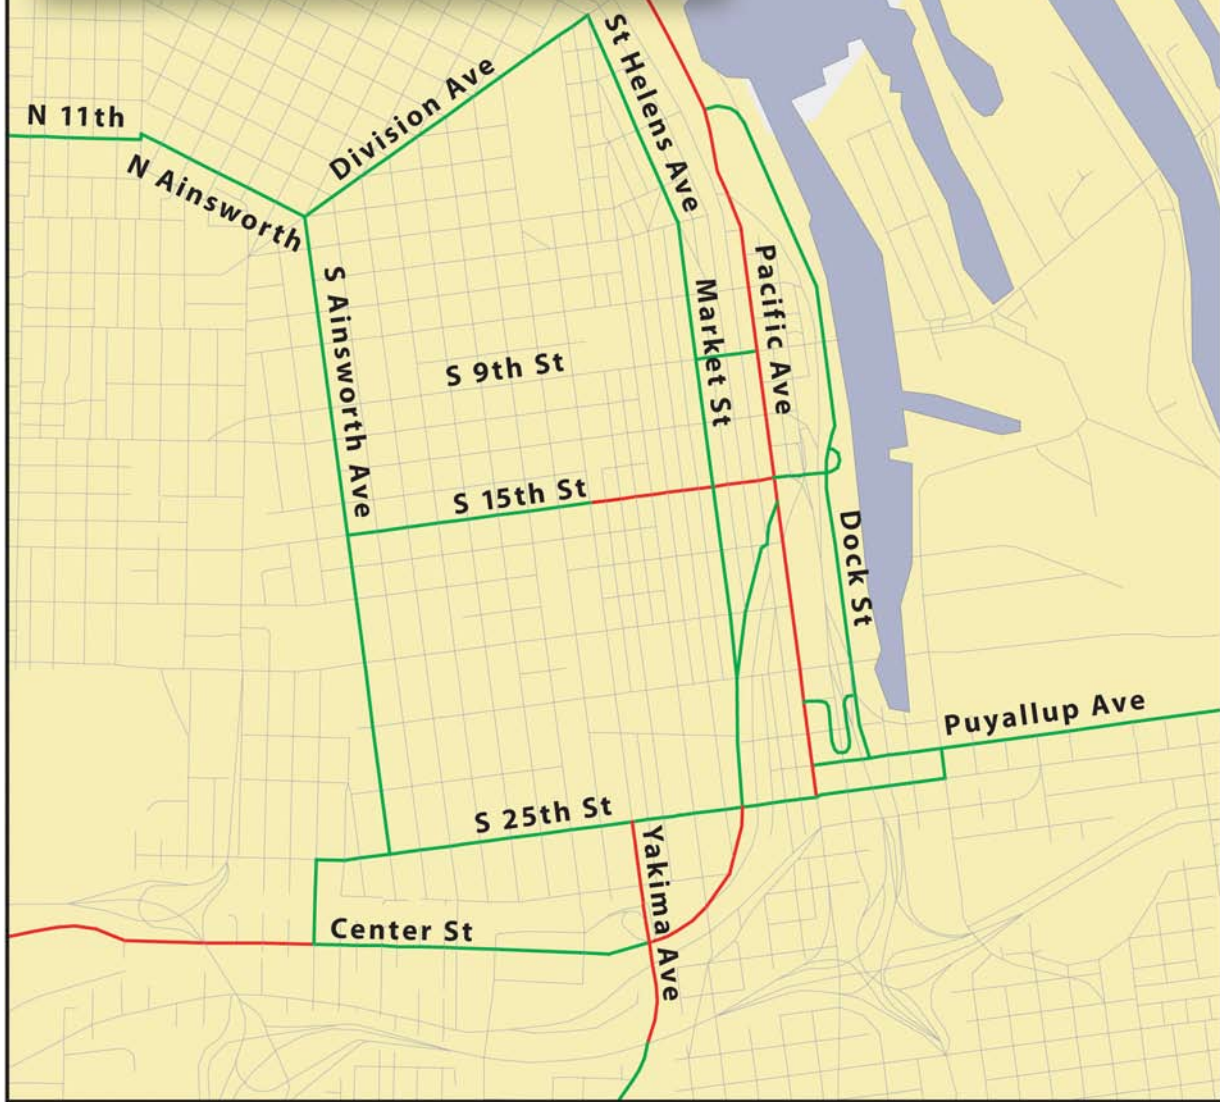 N 11th
N Ainsworth
Division Ave
St Helens Ave
S Ainsworth Ave
S 9th St
Market St
Pacific Ave
S 15th St
Dock St
Puyallup Ave
S 25th St
Yakima Ave
Center St